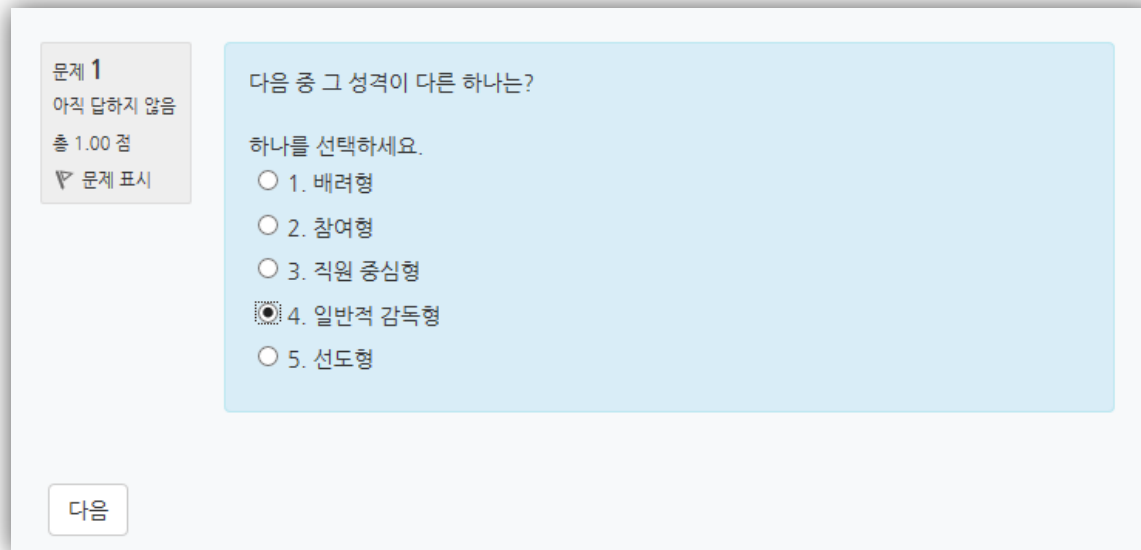 문제 1
아직 답하지 않음
총 1.00 점
문제 표시
다음 중 그 성격이 다른 하나는?
하나를 선택하세요.
1. 배려형
2. 참여형
3. 직원 중심형
4. 일반적 감독형
5. 선도형
다음